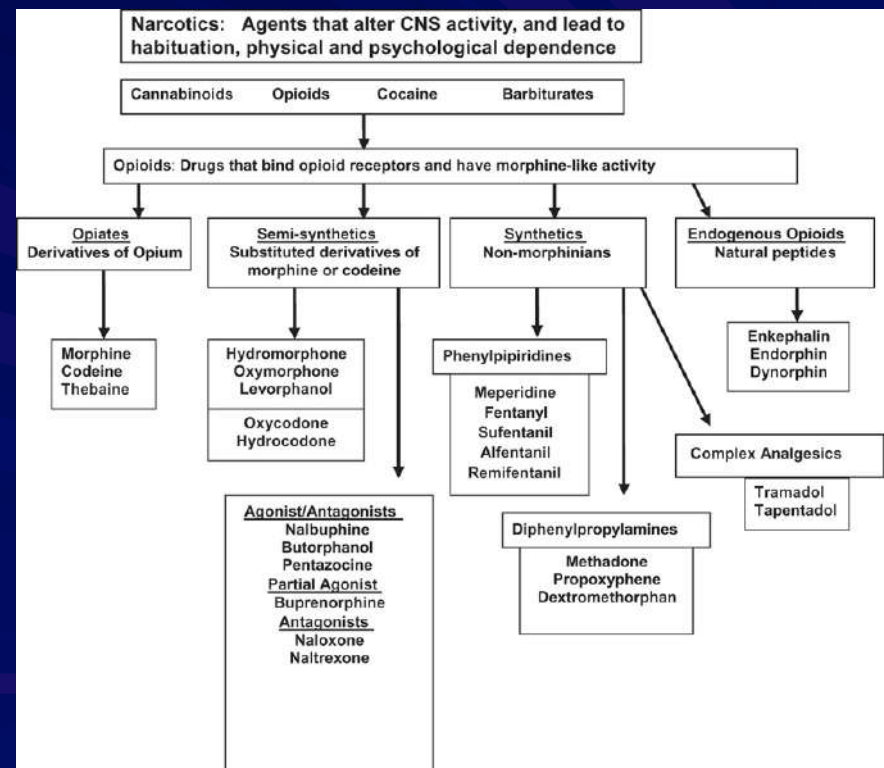 Narcotics: Agents that alter CNS activity, and lead to
habituation, physical and psychological dependence
Cannabinoids Opioids Cocaine Barbiturates
Opioids: Drugs that bind opioid receptors and have morphine-like activity
Opiates
Derivatives of Opium
Semi-synthetics
Substituted derivatives of
morphine or codeine
Synthetics
Non-morphinians
Endogenous Opioids
Natural peptides
Morphine
Codeine
Thebaine
Hydromorphone
Oxymorphone
Levorphanol
Oxycodone
Hydrocodone
Agonist/Antagonists
Nalbuphine
Butorphanol
Pentazocine
Partial Agonist
Buprenorphine
Antagonists
Naloxone
Naltrexone
Phenylpipiridines
Meperidine
Fentanyl
Sufentanil
Alfentanil
Remifentanil
Diphenylpropylamines
Methadone
Propoxyphene
Dextromethorphan
Complex Analgesics
Tramadol
Tapentadol
Enkephalin
Endorphin
Dynorphin